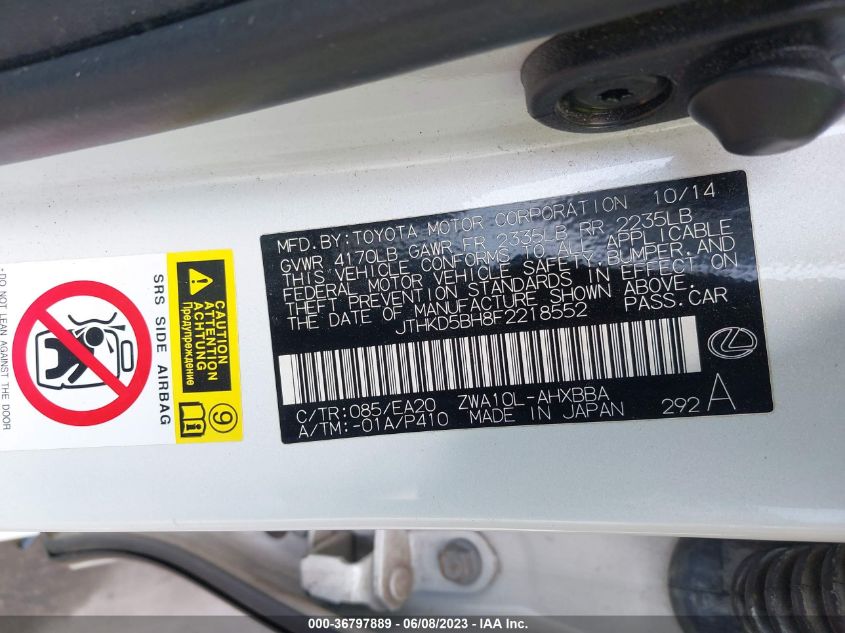 MFD.BY:TOYOTA MOTOR CORPORATION 10/14
GVWR 4170LB GAWR FR 2335LB RR 2235LB
THIS VEHICLE CONFORMS TO ALL APPLICABLE
FEDERAL MOTOR VEHICLE SAFETY, BUMPER, AND
THEFT PREVENTION STANDARDS IN EFFECT ON
THE DATE OF MANUFACTURE SHOWN ABOVE.
JTHKD5BH8F2218552 PASS.CAR
C/TR:085/EA20 ZWA10L-AHXBBA
A/TM:-01A/P410 MADE IN JAPAN 292 A
CAUTION
ATTENTION
ACHTUNG
Предупреждение
9
SRS SIDE AIRBAG
DO NOT LEAN AGAINST THE DOOR
000-36797889 - 06/08/2023 - IAA Inc.